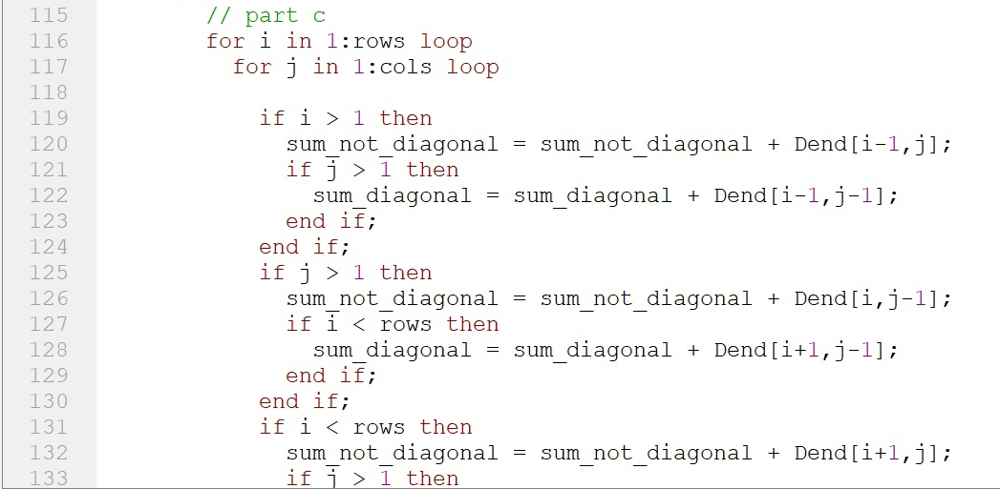 115 // part c
116 for i in 1:rows loop
117 for j in 1:cols loop
118
119 if i > 1 then
120 sum_not_diagonal = sum_not_diagonal + Dend[i-1,j];
121 if j > 1 then
122 sum_diagonal = sum_diagonal + Dend[i-1,j-1];
123 end if;
124 end if;
125 if j > 1 then
126 sum_not_diagonal = sum_not_diagonal + Dend[i,j-1];
127 if i < rows then
128 sum_diagonal = sum_diagonal + Dend[i+1,j-1];
129 end if;
130 end if;
131 if i < rows then
132 sum_not_diagonal = sum_not_diagonal + Dend[i+1,j];
133 if j > 1 then